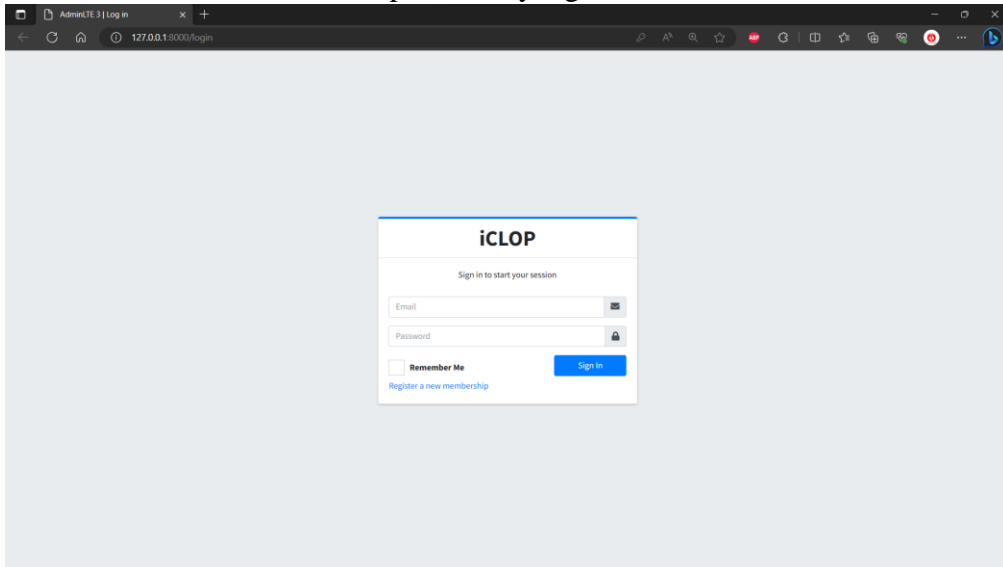 AdminLTE 3 | Log in
127.0.0.1:8000/login
ABP
iCLOP
Sign in to start your session
Email
Password
Remember Me
Sign In
Register a new membership